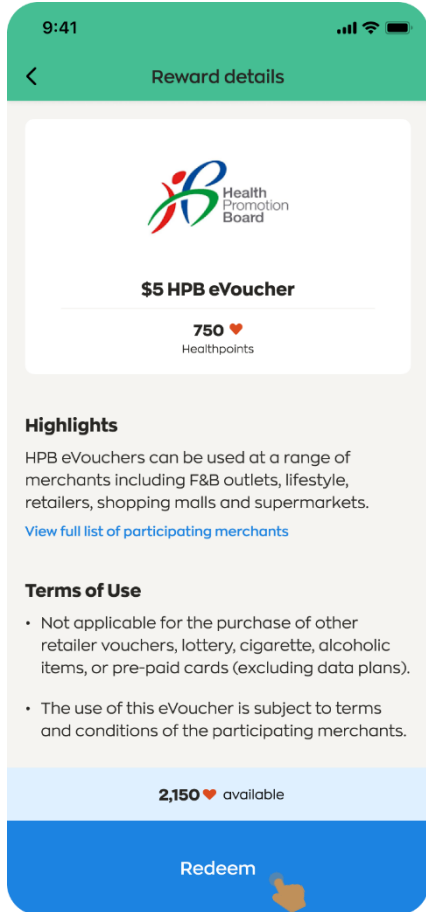 9:41
Reward details
Health
Promotion
Board
$5 HPB eVoucher
750
Healthpoints
Highlights
HPB eVouchers can be used at a range of
merchants including F&B outlets, lifestyle,
retailers, shopping malls and supermarkets.
View full list of participating merchants
Terms of Use
• Not applicable for the purchase of other
retailer vouchers, lottery, cigarette, alcoholic
items, or pre-paid cards (excluding data plans).
• The use of this eVoucher is subject to terms
and conditions of the participating merchants.
2,150 available
Redeem